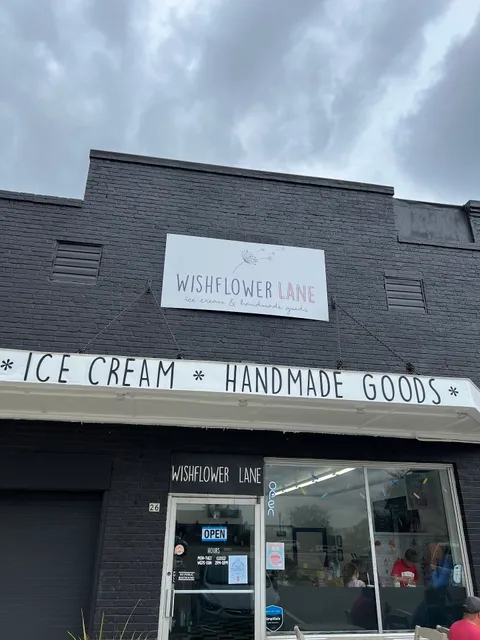 WISHFLOWER LANE
ice cream & handmade goods
* ICE CREAM * HANDMADE GOODS *
WISHFLOWER LANE
26
OPEN
HOURS